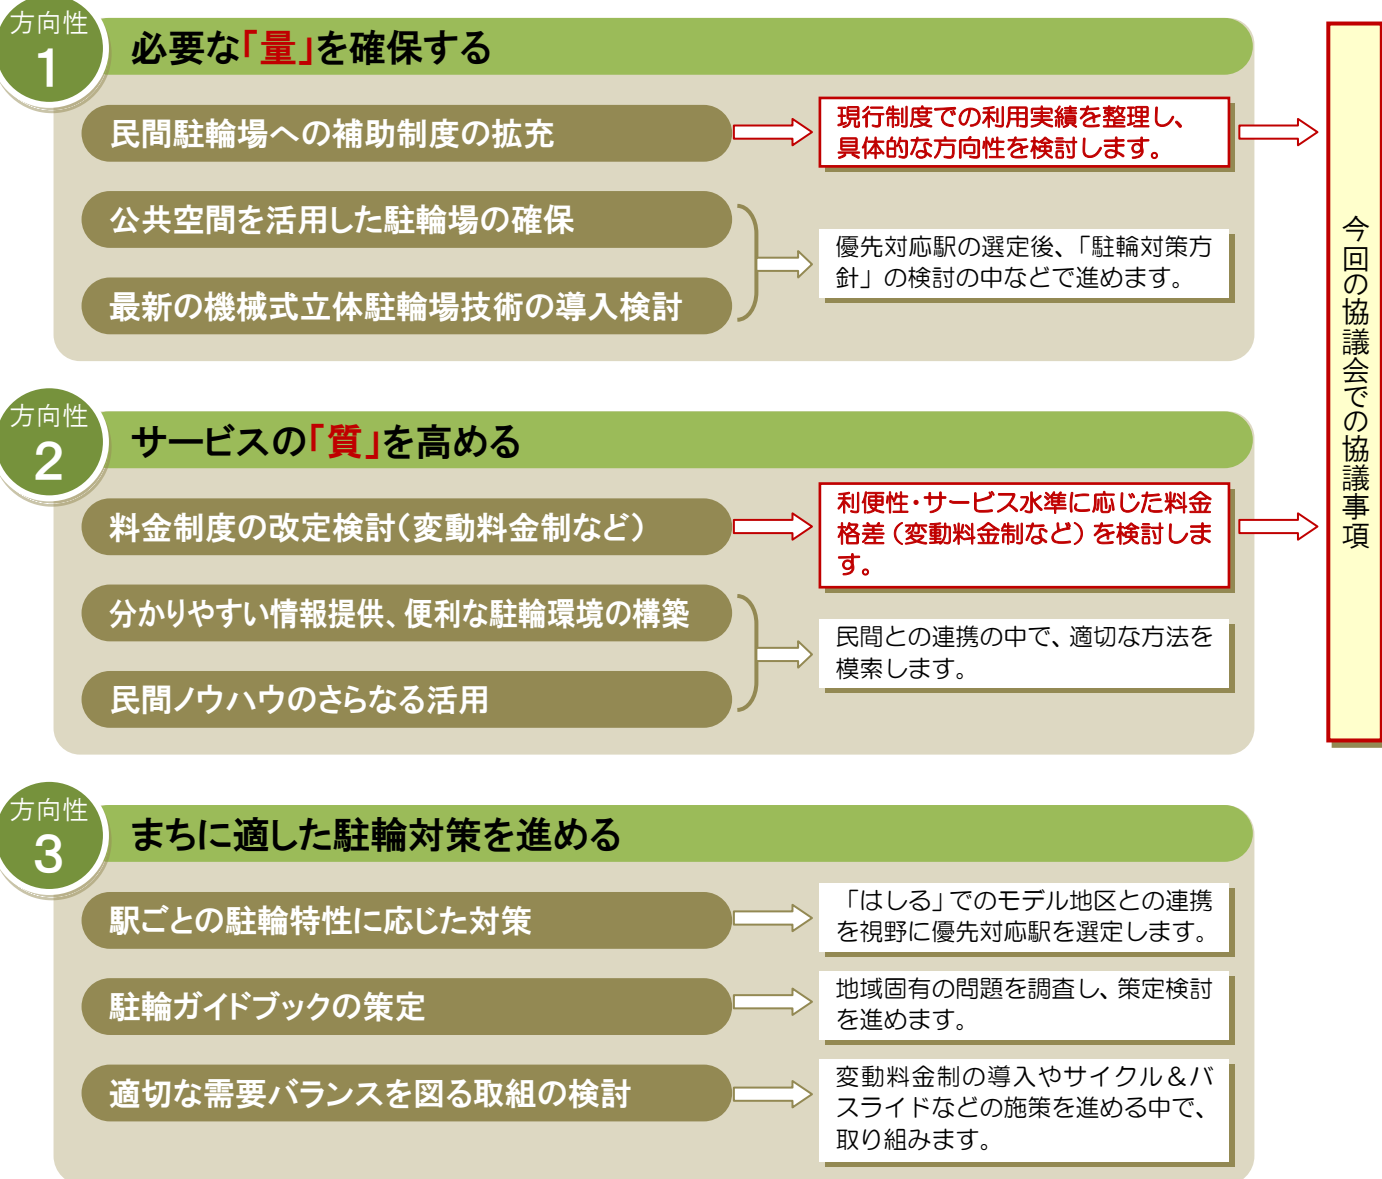 方向性
1
必要な「量」を確保する
民間駐輪場への補助制度の拡充
現行制度での利用実績を整理し、
具体的な方向性を検討します。
公共空間を活用した駐輪場の確保
最新の機械式立体駐輪場技術の導入検討
優先対応駅の選定後、「駐輪対策方
針」の検討の中などで進めます。
方向性
2
サービスの「質」を高める
料金制度の改定検討（変動料金制など）
利便性・サービス水準に応じた料金
格差（変動料金制など）を検討しま
す。
分かりやすい情報提供、便利な駐輪環境の構築
民間ノウハウのさらなる活用
民間との連携の中で、適切な方法を
模索します。
今回の協議会での協議事項
方向性
3
まちに適した駐輪対策を進める
駅ごとの駐輪特性に応じた対策
「はしる」でのモデル地区との連携
を視野に優先対応駅を選定します。
駐輪ガイドブックの策定
地域固有の問題を調査し、策定検討
を進めます。
適切な需要バランスを図る取組の検討
変動料金制の導入やサイクル＆バ
スライドなどの施策を進める中で、
取り組みます。